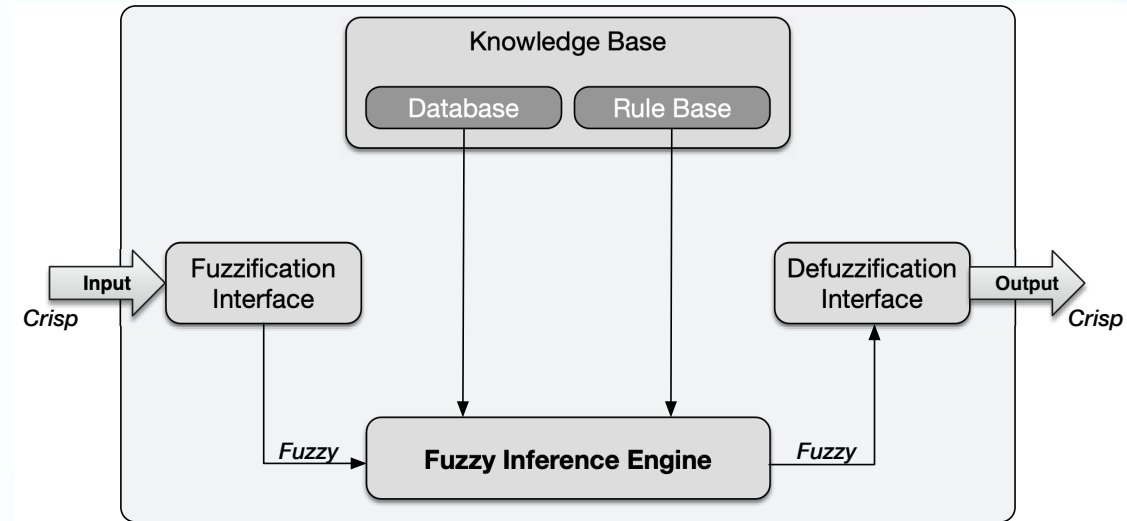 Knowledge Base
Database
Rule Base
Fuzzification
Interface
Defuzzification
Interface
Input
Output
Crisp
Crisp
Fuzzy
Fuzzy Inference Engine
Fuzzy